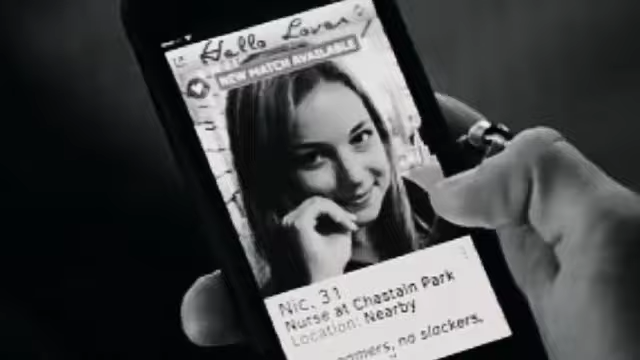 Hello Lover
NEW MATCH AVAILABLE
Nic, 31
Nurse at Chastain Park
Location: Nearby
no slackers,